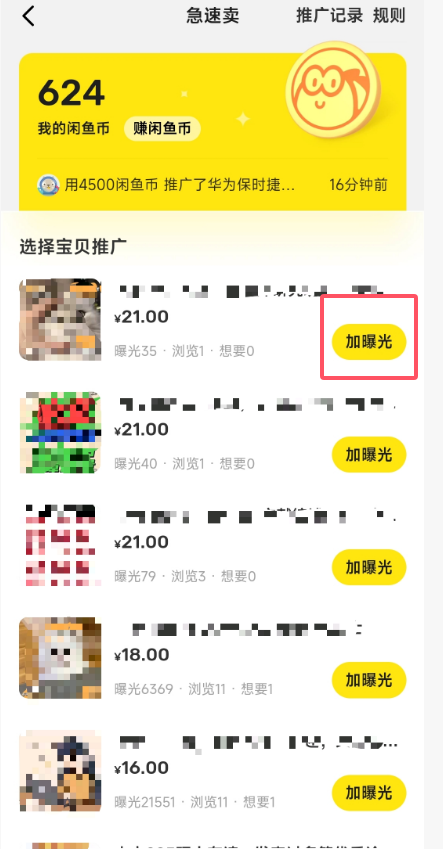 急速卖
推广记录 规则
624
我的闲鱼币 赚闲鱼币
用4500闲鱼币 推广了华为保时捷... 16分钟前
选择宝贝推广
¥21.00
加曝光
曝光35 · 浏览1 · 想要0
¥21.00
加曝光
曝光40 · 浏览1 · 想要0
¥21.00
加曝光
曝光79 · 浏览3 · 想要0
¥18.00
加曝光
曝光6369 · 浏览11 · 想要1
¥16.00
加曝光
曝光21551 · 浏览11 · 想要1